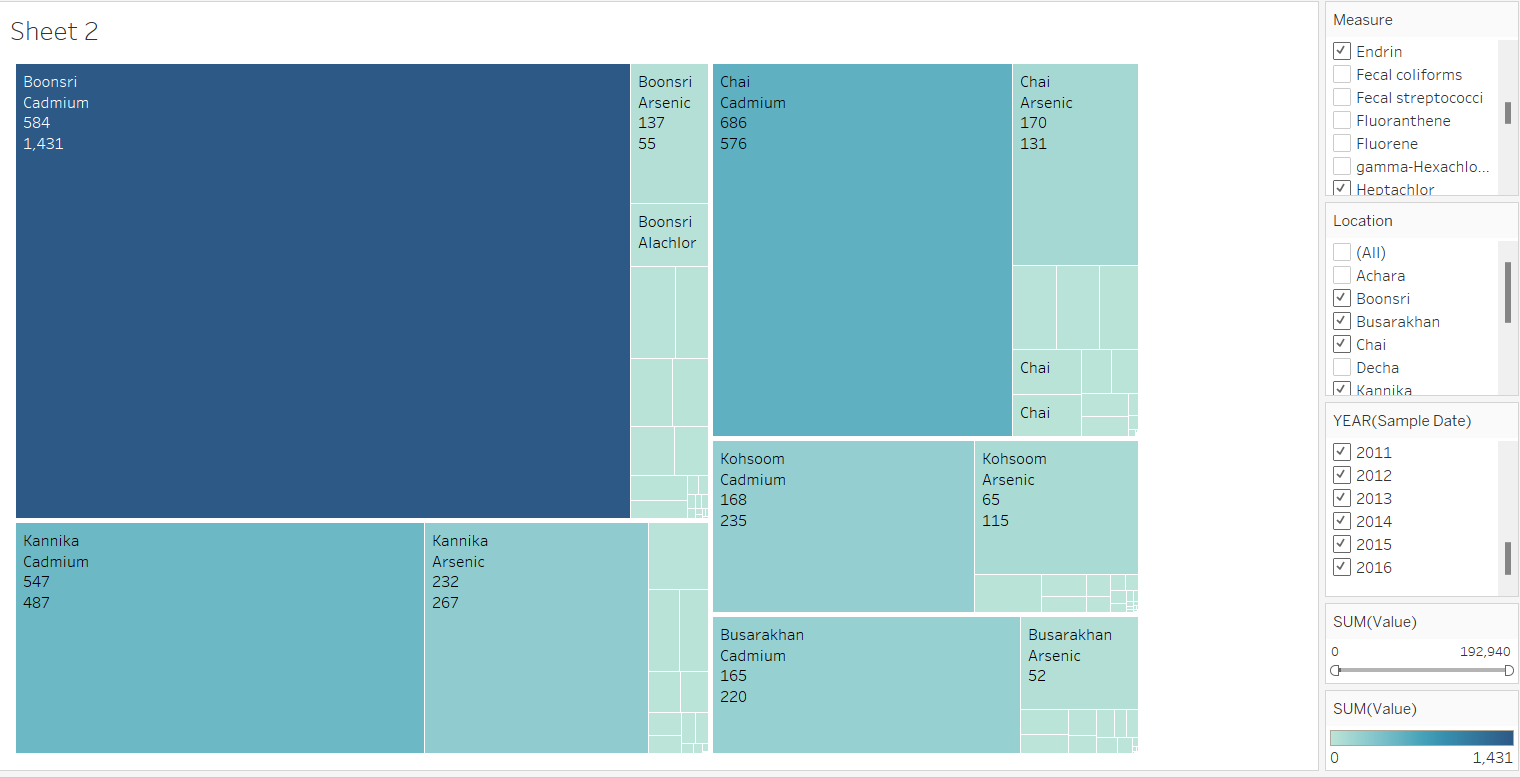 Sheet 2
Boonsri
Cadmium
584
1,431
Boonsri
Arsenic
137
55
Boonsri
Alachlor
Chai
Cadmium
686
576
Chai
Arsenic
170
131
Chai
Chai
Kannika
Cadmium
547
487
Kannika
Arsenic
232
267
Kohsoom
Cadmium
168
235
Kohsoom
Arsenic
65
115
Busarakhan
Cadmium
165
220
Busarakhan
Arsenic
52
Measure
Endrin
Fecal coliforms
Fecal streptococci
Fluoranthene
Fluorene
gamma-Hexachlo...
Heptachlor
Location
(All)
Achara
Boonsri
Busarakhan
Chai
Decha
Kannika
YEAR(Sample Date)
2011
2012
2013
2014
2015
2016
SUM(Value)
0 192,940
SUM(Value)
0 1,431